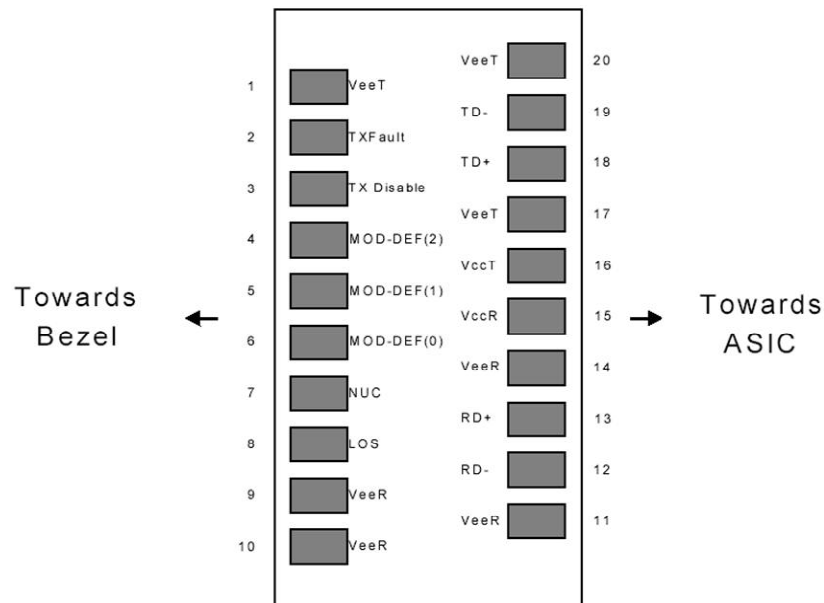 VeeT 20
1 VeeT
TD- 19
2 TXFault
TD+ 18
3 TX Disable
VeeT 17
4 MOD-DEF(2)
VccT 16
5 MOD-DEF(1)
Towards
Bezel
VccR 15
Towards
ASIC
6 MOD-DEF(0)
VeeR 14
7 NUC
RD+ 13
8 LOS
RD- 12
9 VeeR
VeeR 11
10 VeeR